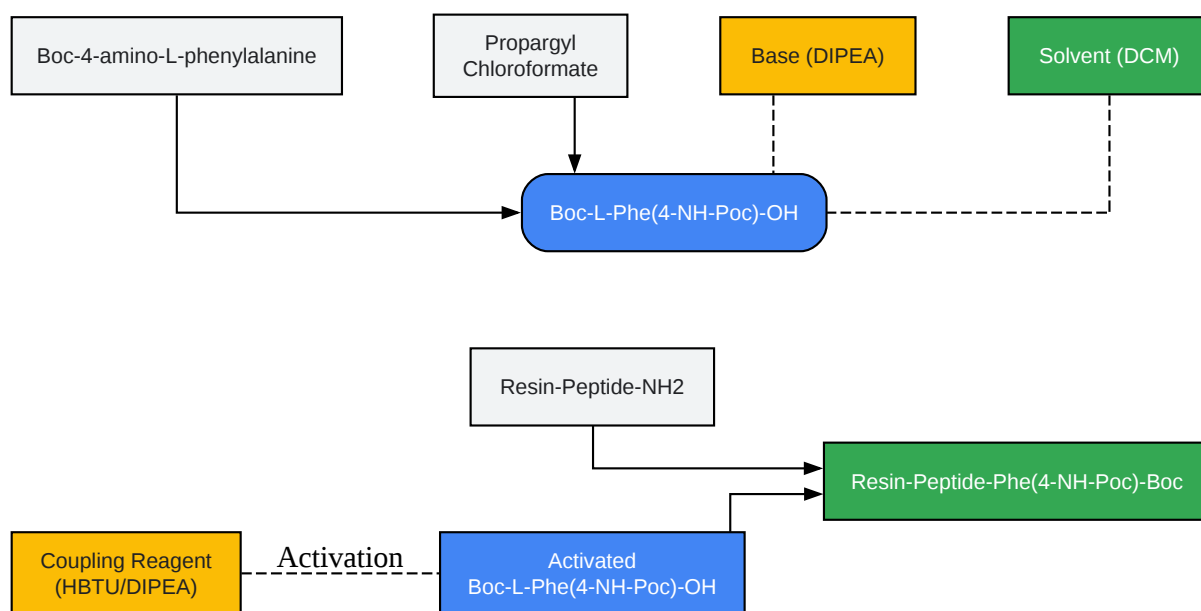 Boc-4-amino-L-phenylalanine
Propargyl
Chloroformate
Base (DIPEA)
Solvent (DCM)
Boc-L-Phe(4-NH-Poc)-OH
Resin-Peptide-NH2
Resin-Peptide-Phe(4-NH-Poc)-Boc
Coupling Reagent
(HBTU/DIPEA)
Activation
Activated
Boc-L-Phe(4-NH-Poc)-OH